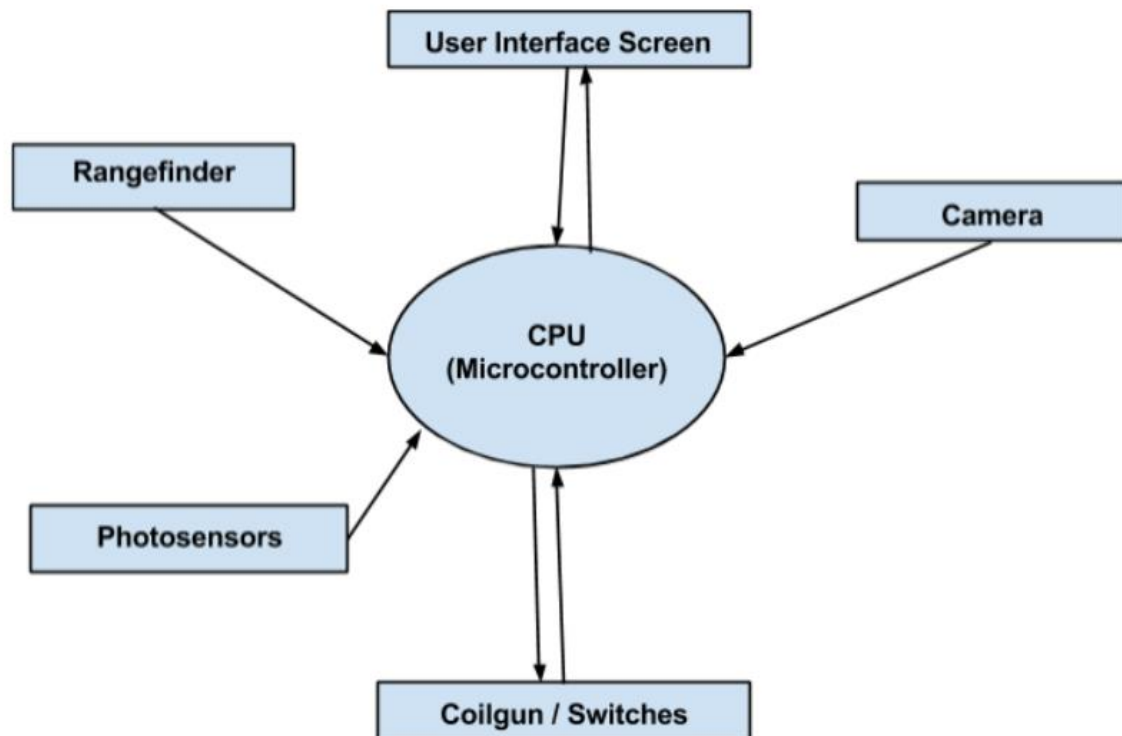 User Interface Screen
Rangefinder
Camera
CPU
(Microcontroller)
Photosensors
Coilgun / Switches